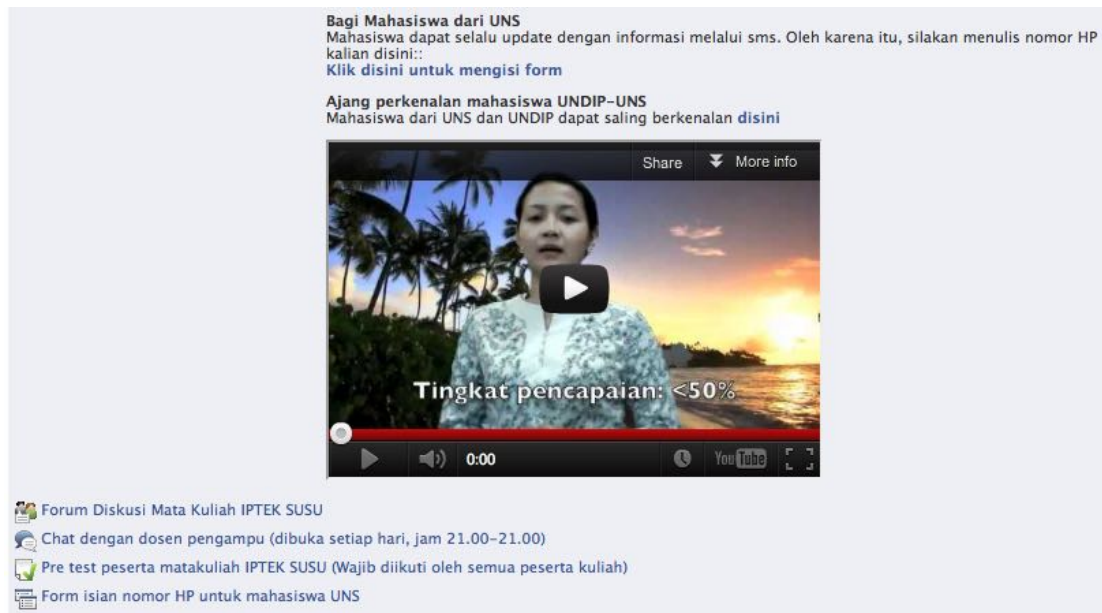 Bagi Mahasiswa dari UNS
Mahasiswa dapat selalu update dengan informasi melalui sms. Oleh karena itu, silakan menulis nomor HP
kalian disini::
Klik disini untuk mengisi form
Ajang perkenalan mahasiswa UNDIP-UNS
Mahasiswa dari UNS dan UNDIP dapat saling berkenalan disini
Share More info
Tingkat pencapaian: <50%
0:00 YouTube
Forum Diskusi Mata Kuliah IPTEK SUSU
Chat dengan dosen pengampu (dibuka setiap hari, jam 21.00-21.00)
Pre test peserta matakuliah IPTEK SUSU (Wajib diikuti oleh semua peserta kuliah)
Form isian nomor HP untuk mahasiswa UNS